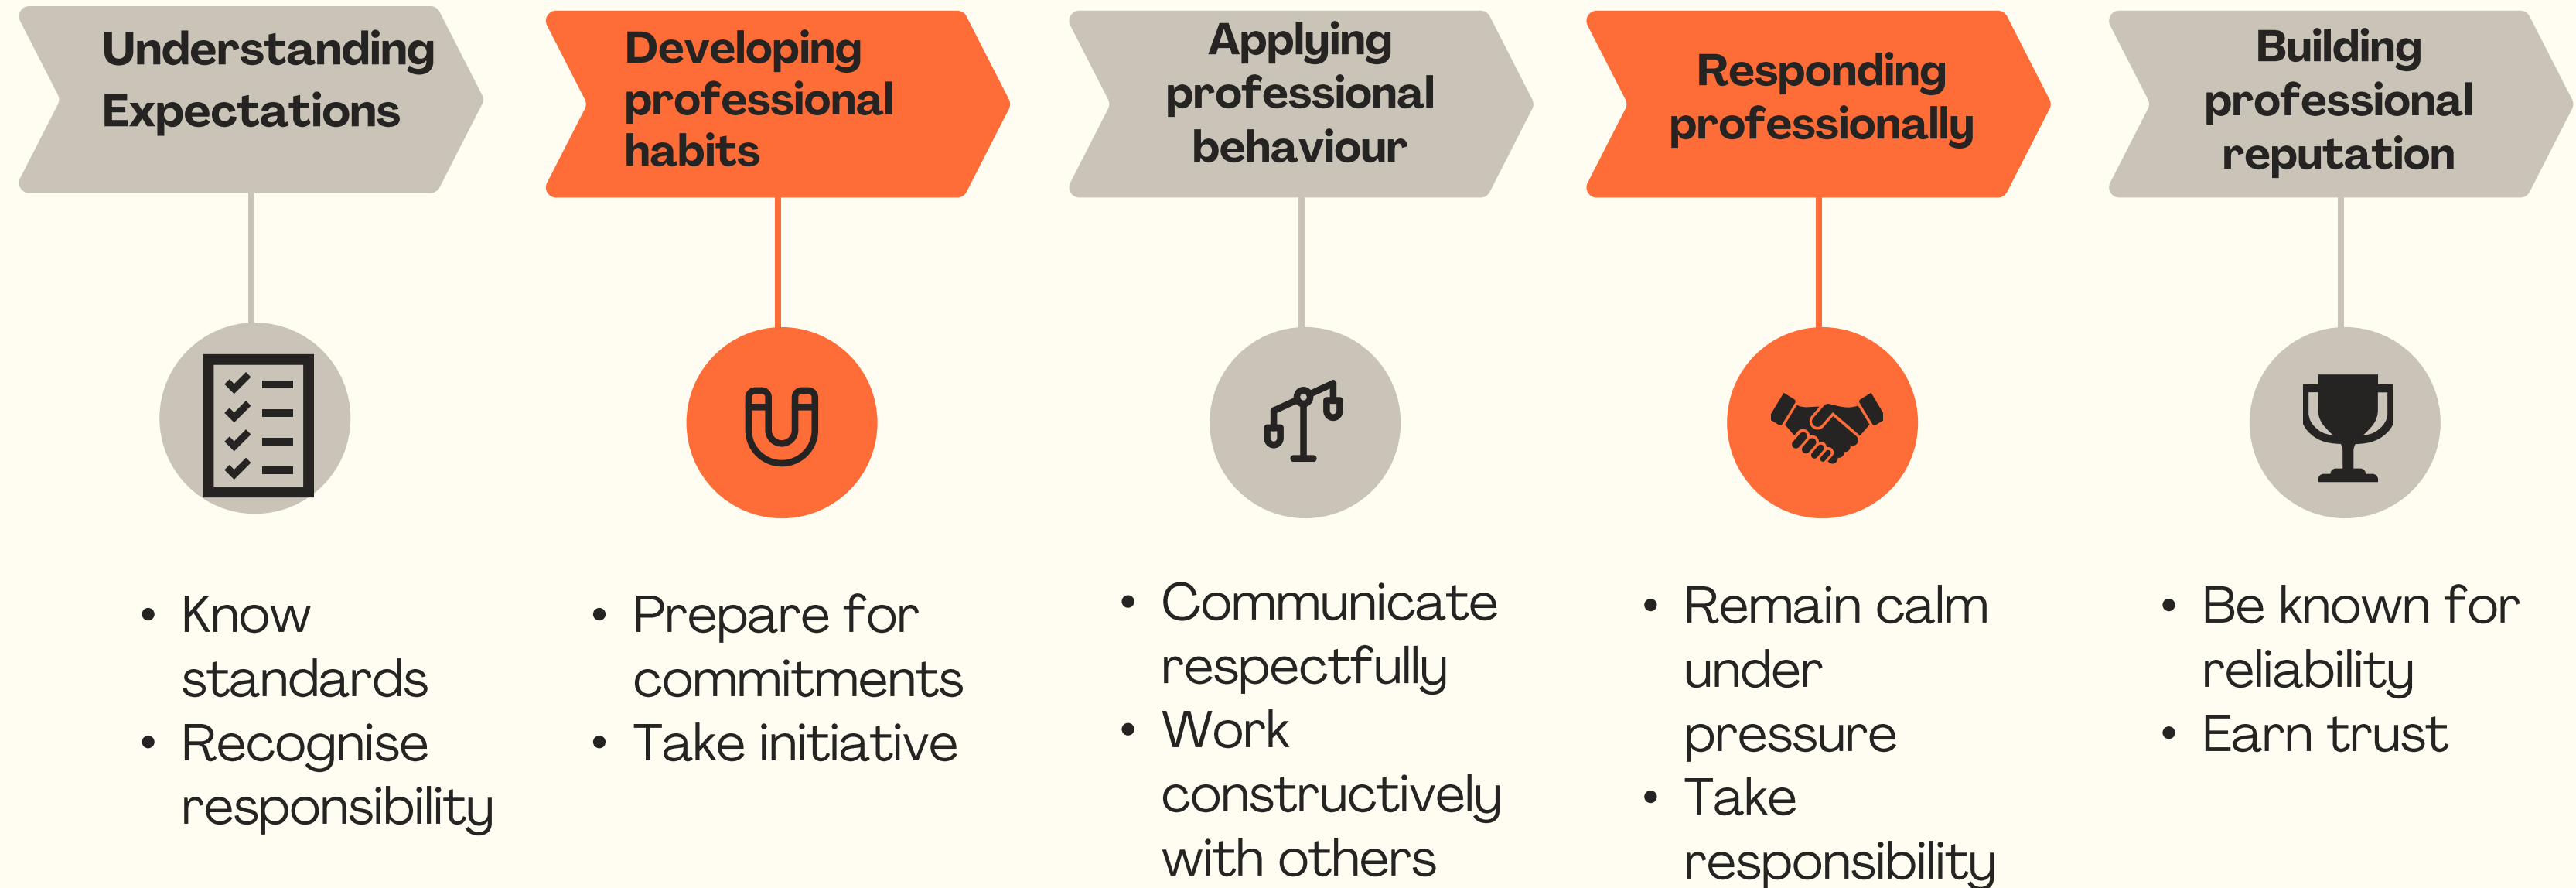 Understanding
Expectations
Developing
professional
habits
Applying
professional
behaviour
Responding
professionally
Building
professional
reputation
• Know
standards
• Recognise
responsibility
• Prepare for
commitments
• Take initiative
• Communicate
respectfully
• Work
constructively
with others
• Remain calm
under
pressure
• Take
responsibility
• Be known for
reliability
• Earn trust